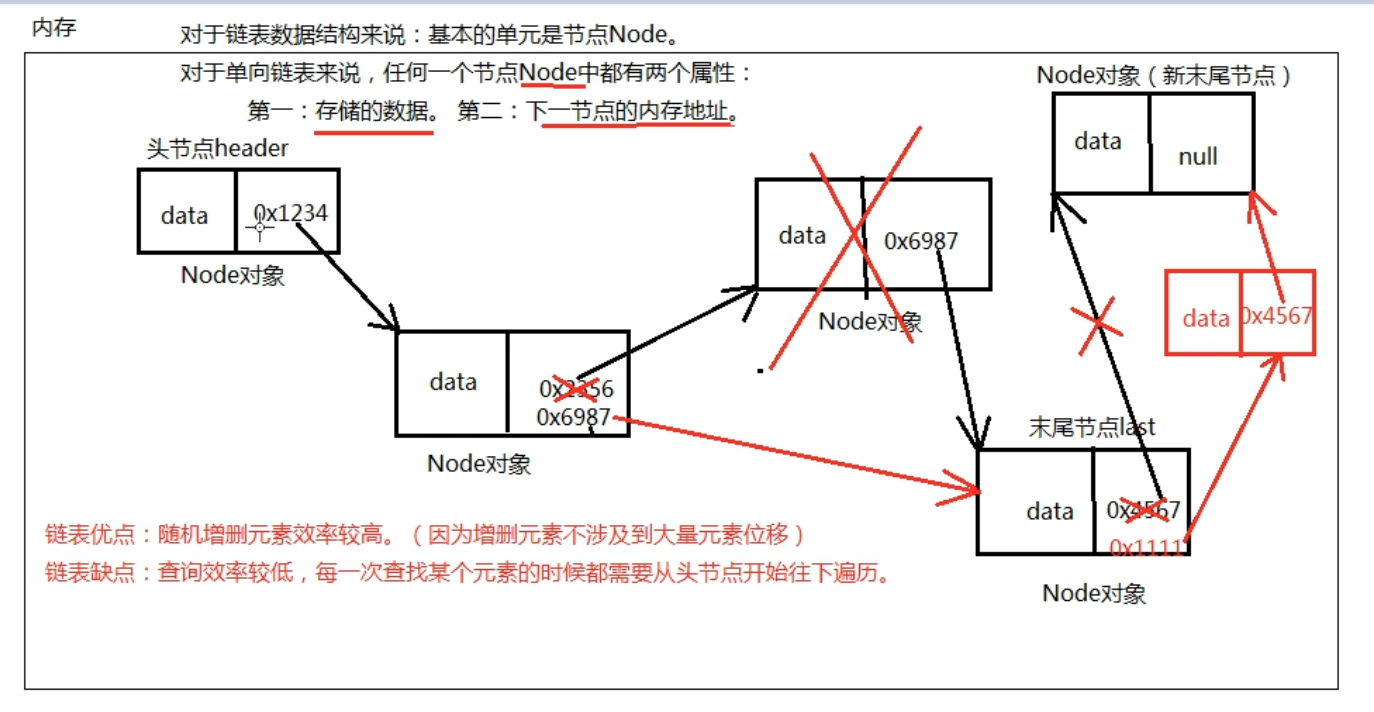 内存
对于链表数据结构来说：基本的单元是节点Node。
对于单向链表来说，任何一个节点Node中都有两个属性：
第一：存储的数据。 第二：下一节点的内存地址。
Node对象（新末尾节点）
data
null
头节点header
data
0x1234
Node对象
data
0x6987
Node对象
data
0x4567
data
0x6987
Node对象
末尾节点last
data
0x4567
0x1111
Node对象
链表优点：随机增删元素效率较高。（因为增删元素不涉及到大量元素位移）
链表缺点：查询效率较低，每一次查找某个元素的时候都需要从头节点开始往下遍历。